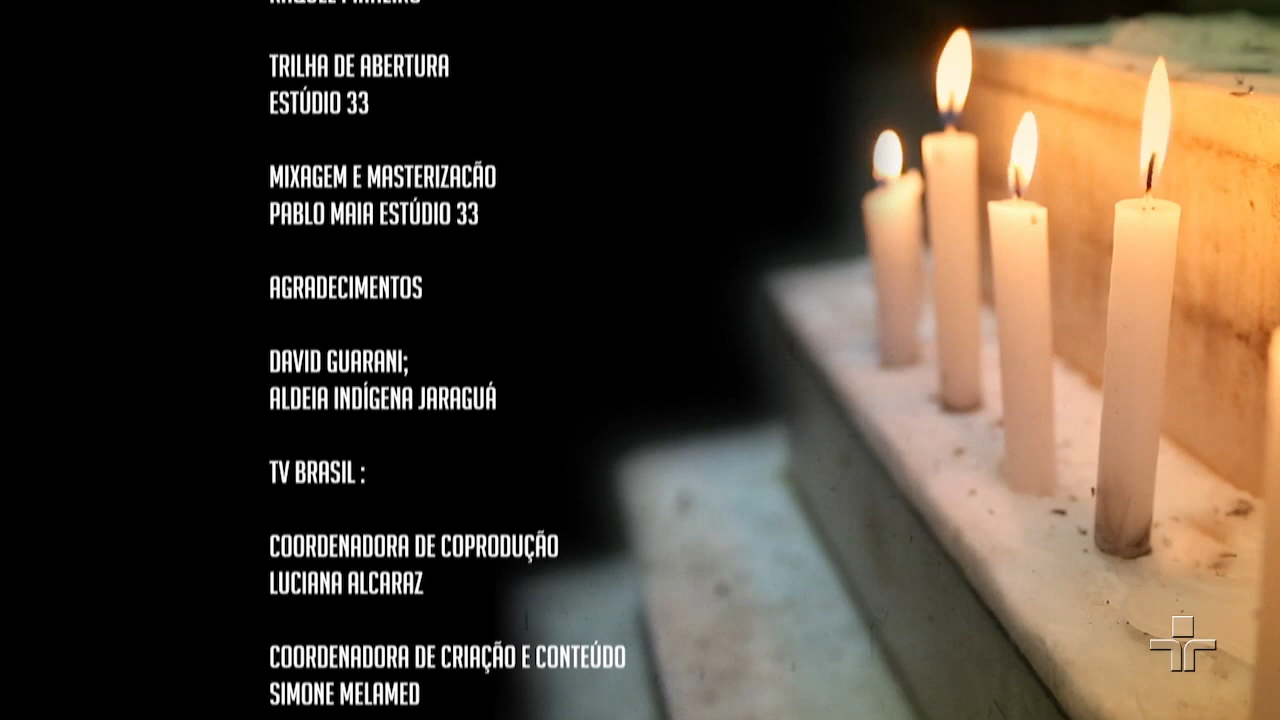 TRILHA DE ABERTURA
ESTÚDIO 33
MIXAGEM E MASTERIZACÃO
PABLO MAIA ESTÚDIO 33
AGRADECIMENTOS
DAVID GUARANI;
ALDEIA INDÍGENA JARAGUÁ
TV BRASIL :
COORDENADORA DE COPRODUÇÃO
LUCIANA ALCARAZ
COORDENADORA DE CRIAÇÃO E CONTEÚDO
SIMONE MELAMED